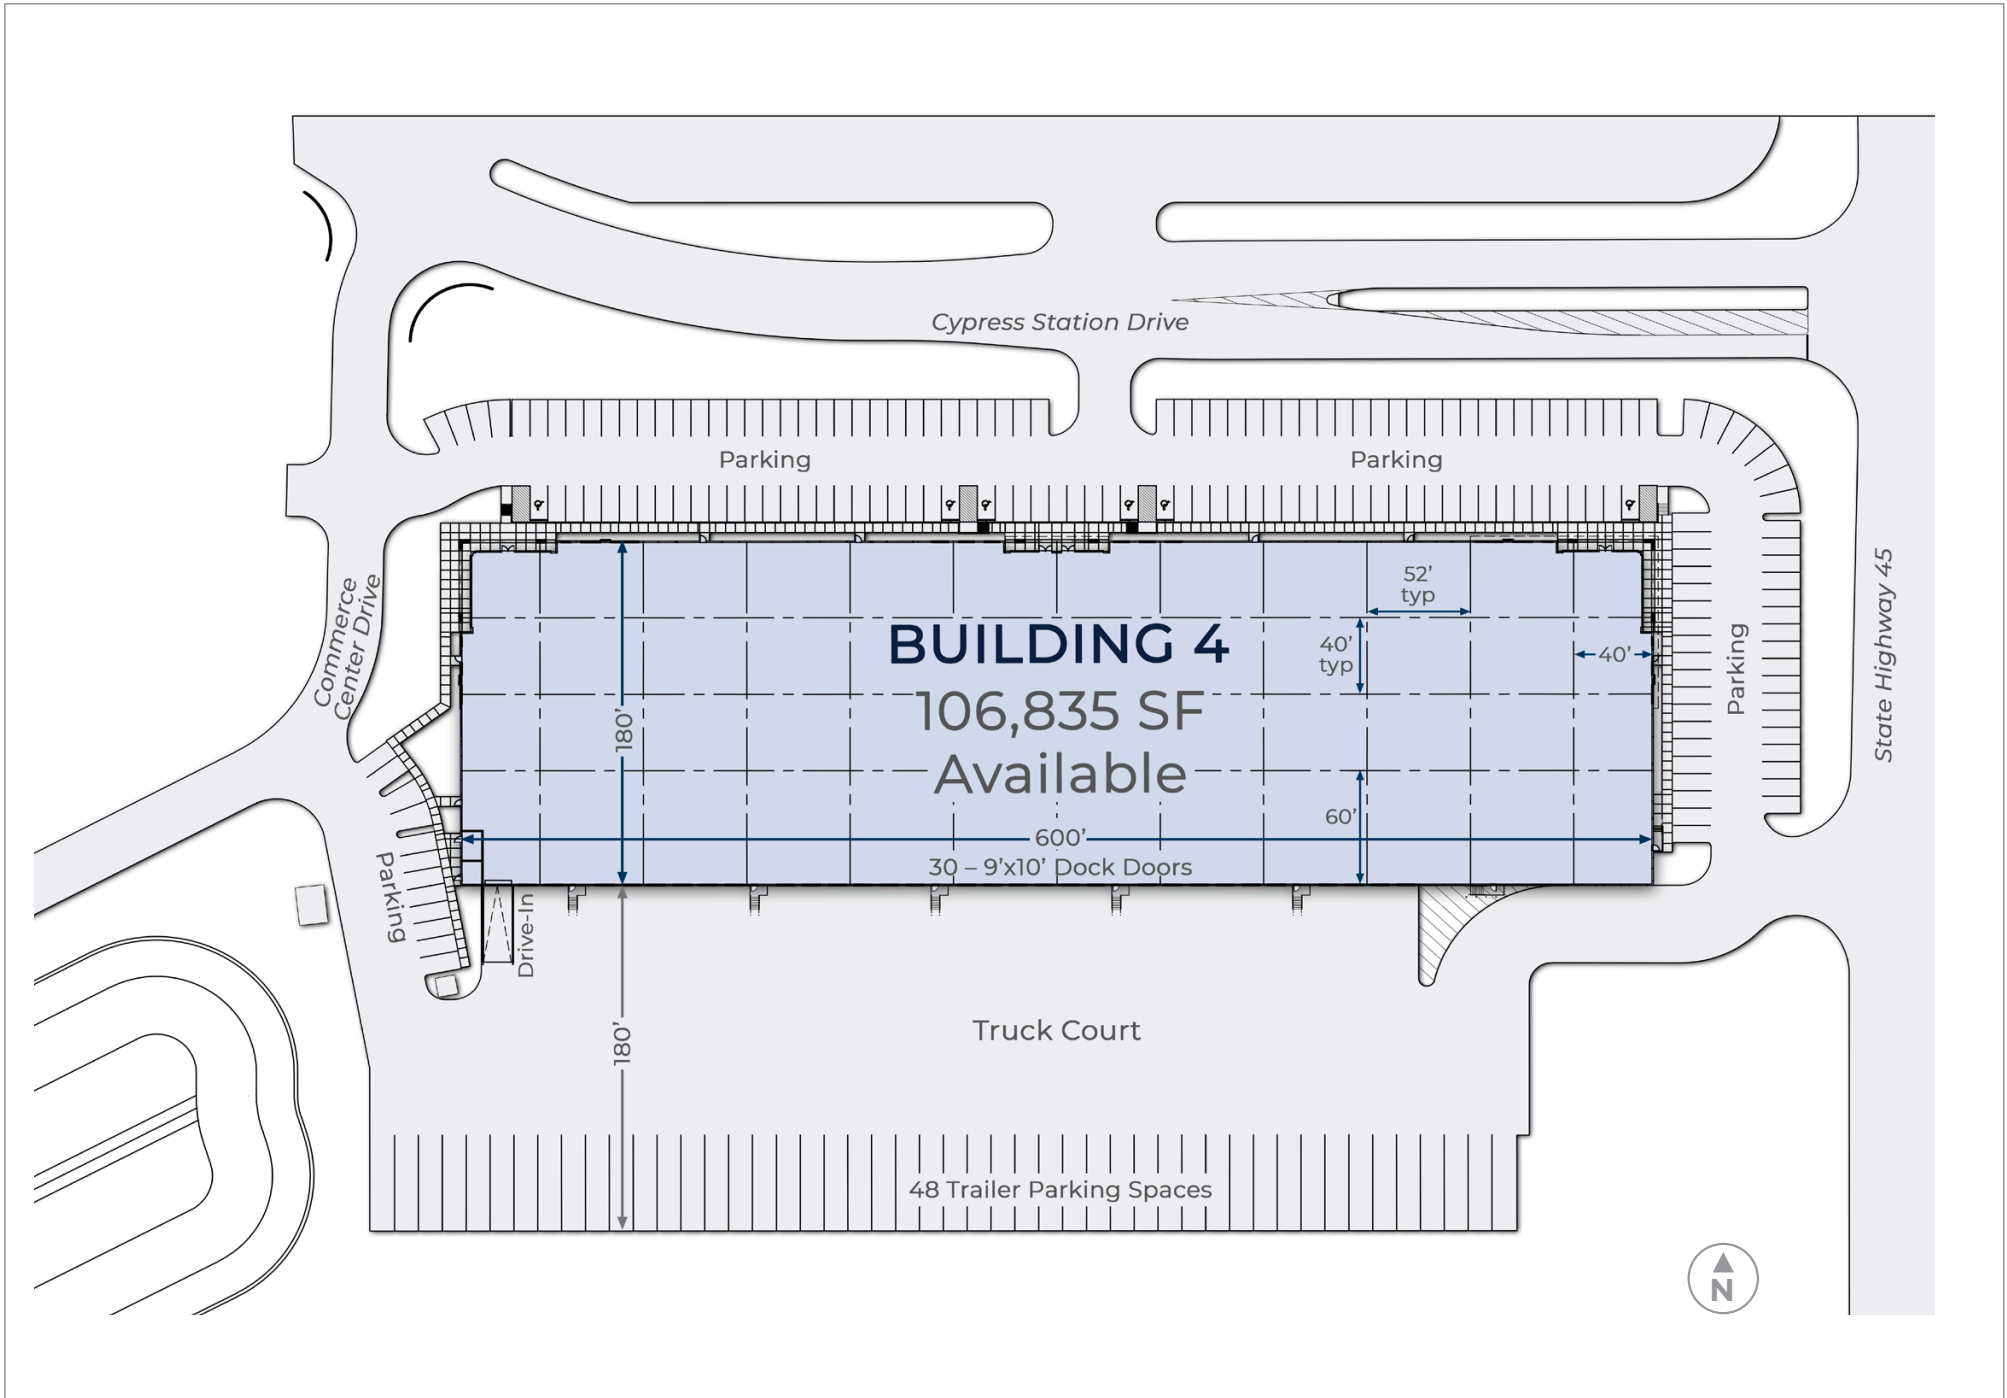 Cypress Station Drive
Parking
Parking
52’
typ
BUILDING 4
40’
typ
40’
106,835 SF
Available
180’
60’
600’
30 – 9’x10’ Dock Doors
Commerce
Center Drive
Parking
State Highway 45
Parking
Drive-In
Truck Court
180’
48 Trailer Parking Spaces
N